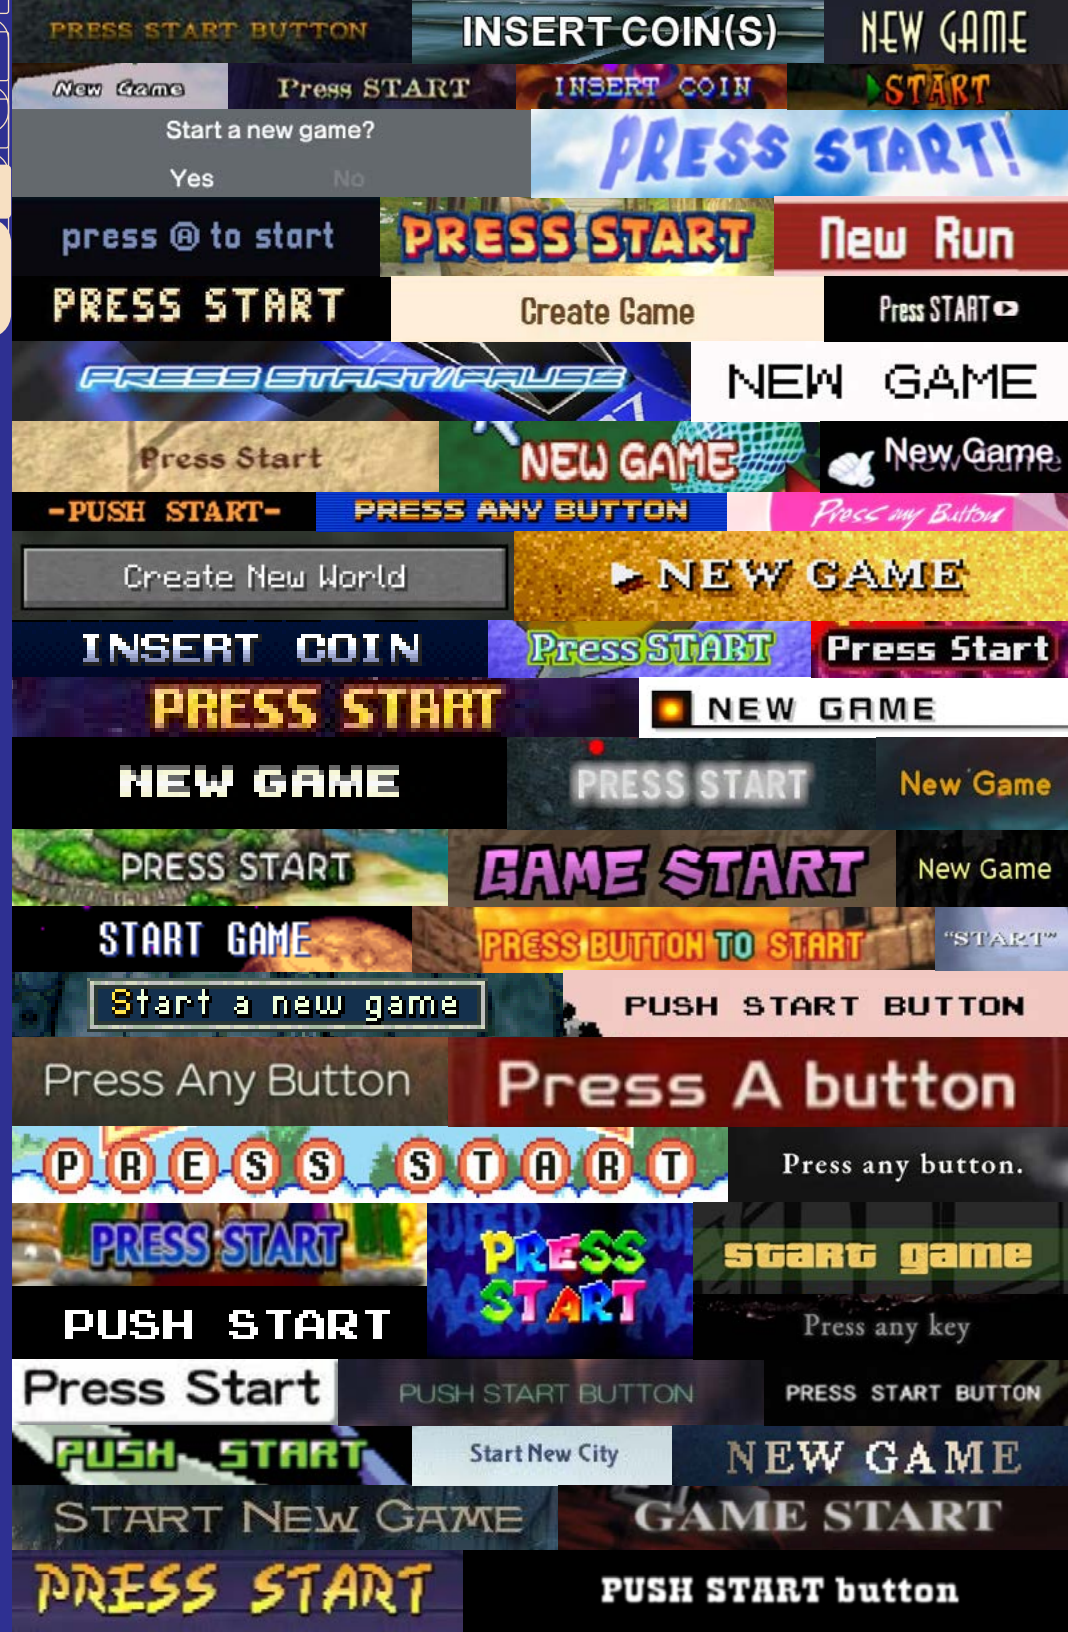 PRESS START BUTTON
INSERT COIN(S)
NEW GAME
New Game
Press START
INSERT COIN
START
Start a new game?
Yes No
PRESS START!
press Ⓐ to start
PRESS START
New Run
PRESS START
Create Game
Press START
PRESS START/PAUSE
NEW GAME
Press Start
NEW GAME
New Game
-PUSH START-
PRESS ANY BUTTON
Press any Button
Create New World
NEW GAME
INSERT COIN
Press START
Press Start
PRESS START
NEW GAME
NEW GAME
PRESS START
New Game
PRESS START
GAME START
New Game
START GAME
PRESS BUTTON TO START
"START"
Start a new game
PUSH START BUTTON
Press Any Button
Press A button
PRESS START
Press any button.
PRESS START
PRESS
START
start game
PUSH START
Press any key
Press Start
PUSH START BUTTON
PRESS START BUTTON
PUSH START
Start New City
NEW GAME
START NEW GAME
GAME START
PRESS START
PUSH START button